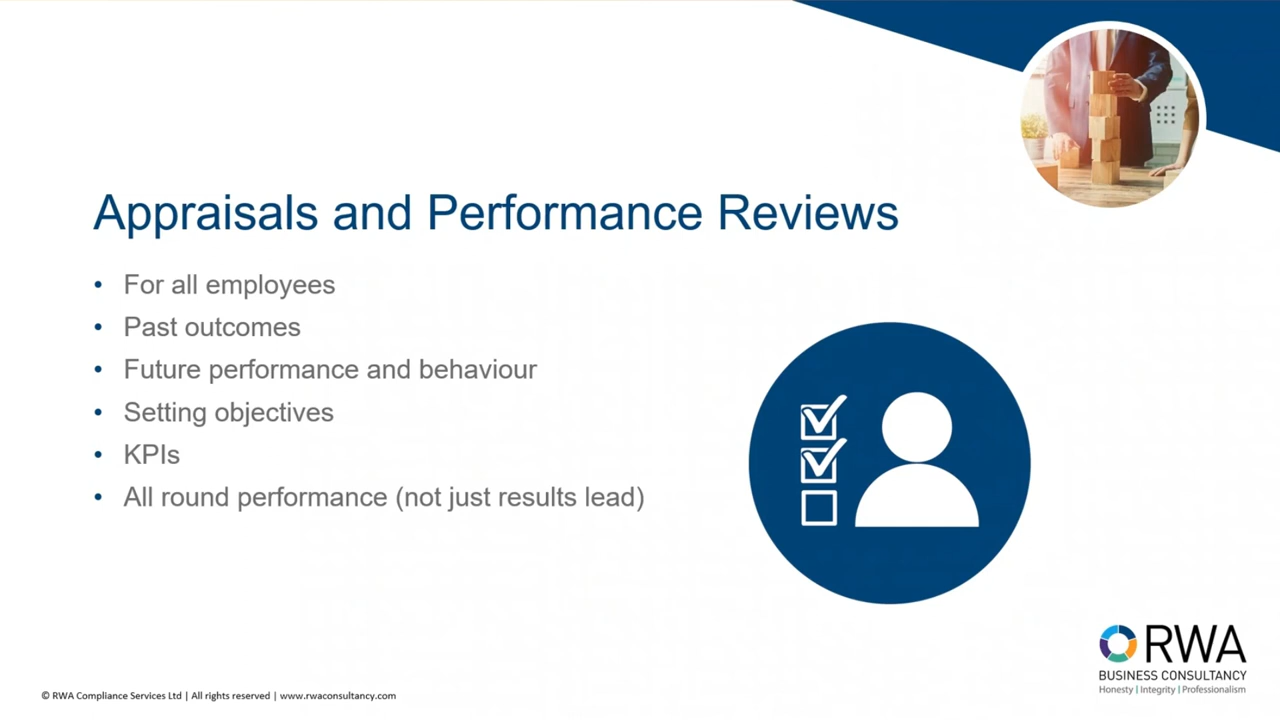 Appraisals and Performance Reviews
• For all employees
• Past outcomes
• Future performance and behaviour
• Setting objectives
• KPIs
• All round performance (not just results lead)
RWA
BUSINESS CONSULTANCY
Honesty | Integrity | Professionalism
© RWA Compliance Services Ltd | All rights reserved | www.rwaconsultancy.com